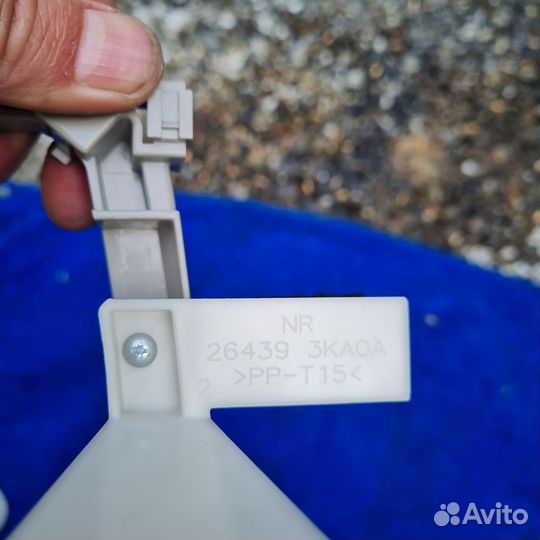 NR
26439 3KA0A
>PP-T15<
2
Avito